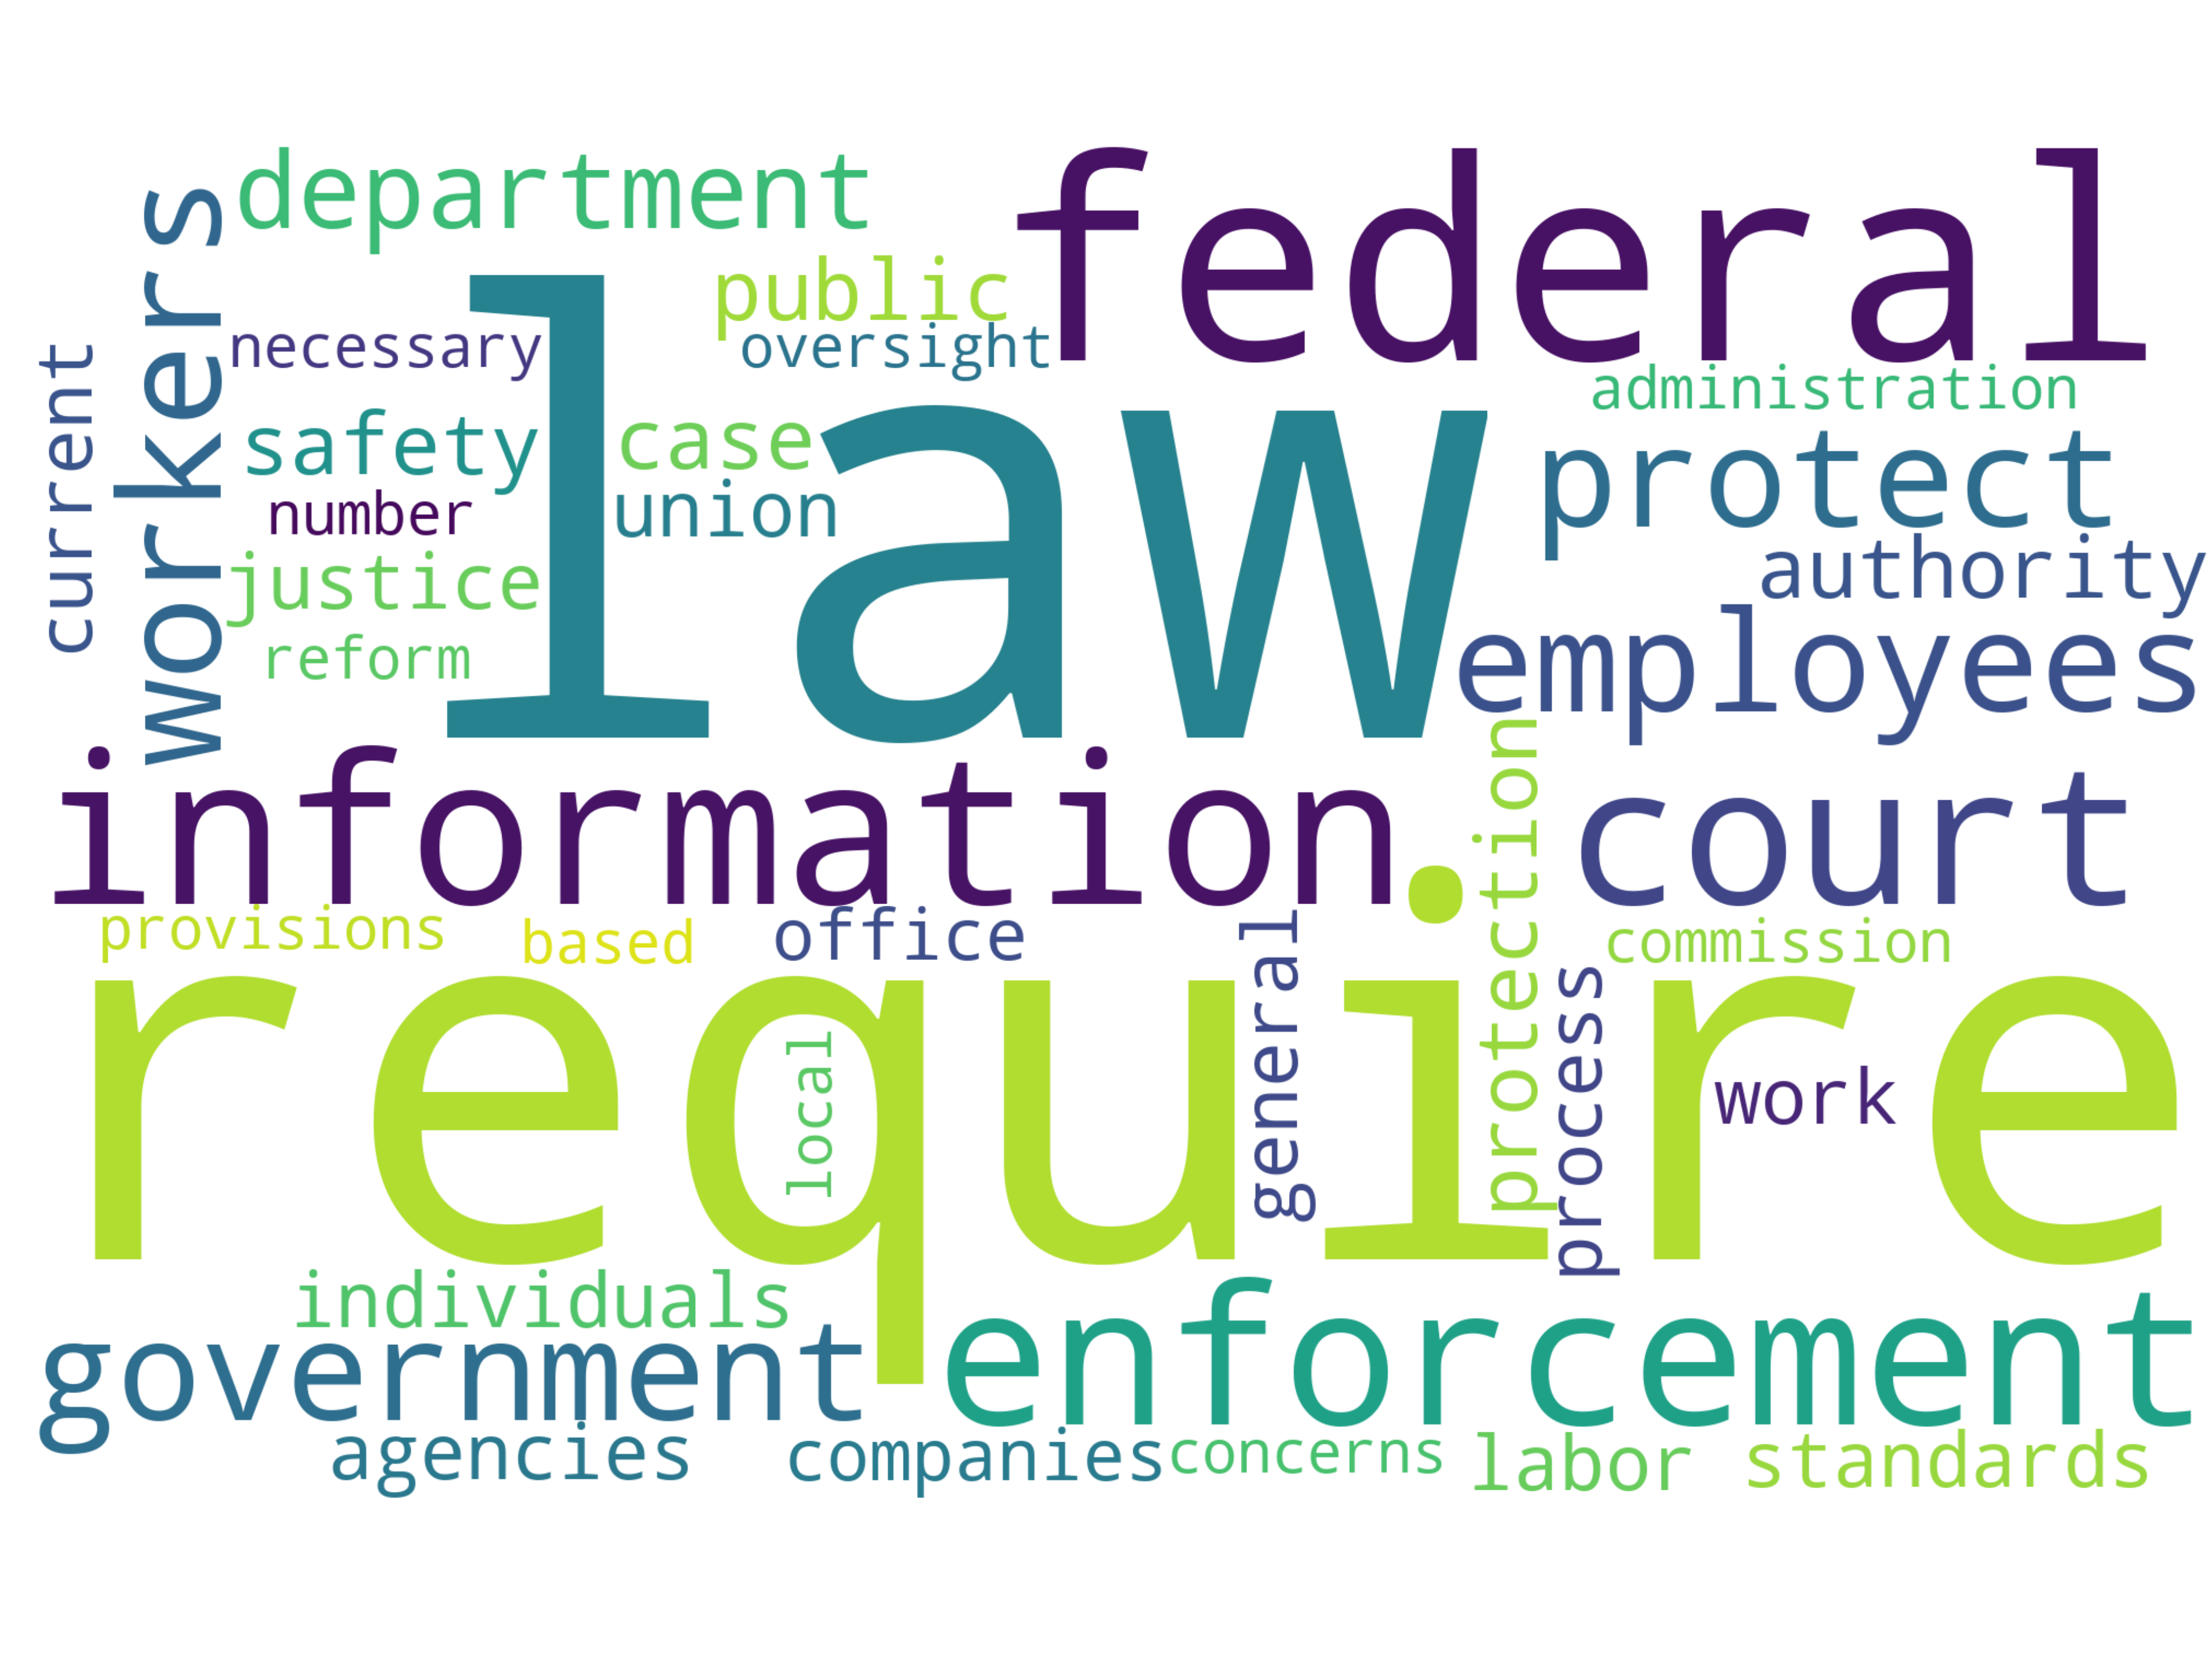 department
federal
workers
public
necessary
oversight
current
administration
law
safety
case
protect
number
union
authority
justice
employees
reform
information
court
protection
provisions
based
office
general
commission
require
process
local
work
individuals
government
enforcement
agencies
companies
concerns
labor
standards